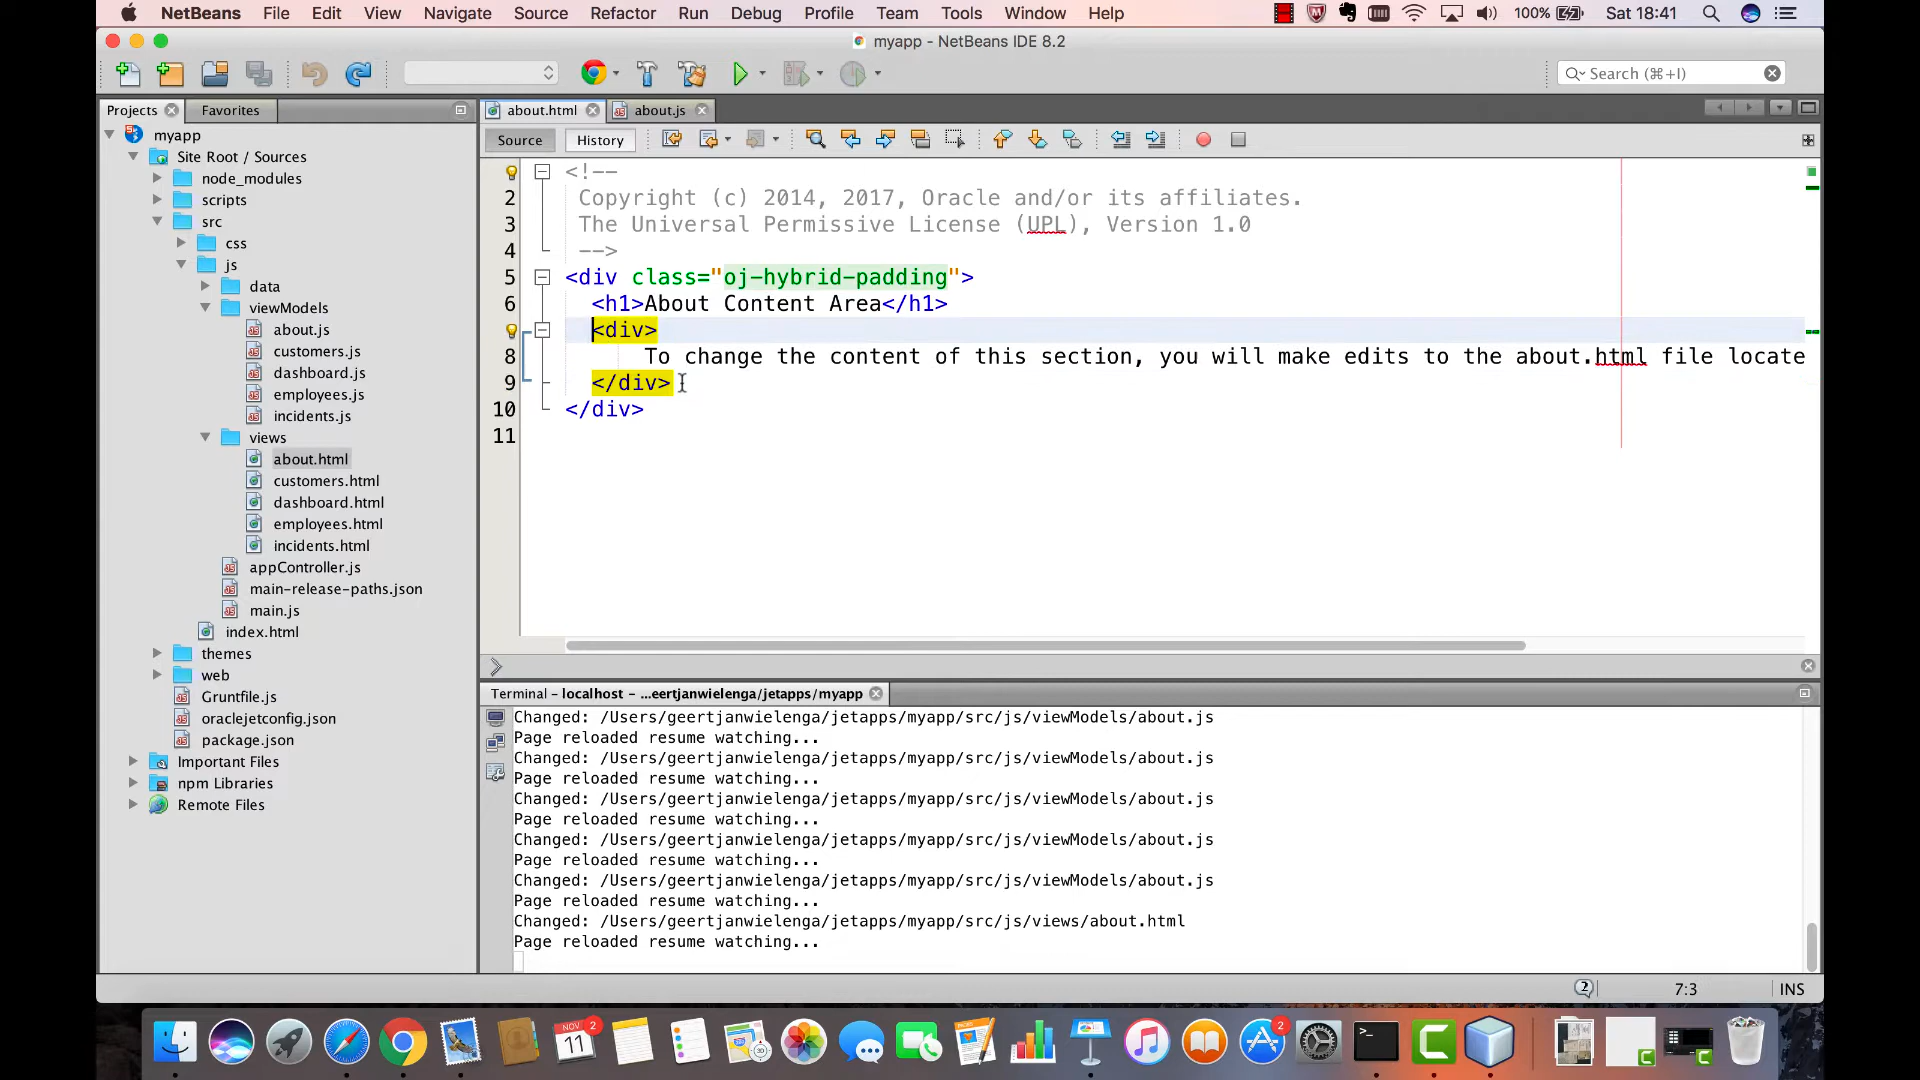 NetBeans File Edit View Navigate Source Refactor Run Debug Profile Team Tools Window Help 100% Sat 18:41
myapp - NetBeans IDE 8.2
Search (⌘+I)
Projects Favorites
about.html about.js
Source History
myapp
Site Root / Sources
node_modules
scripts
src
css
js
data
viewModels
about.js
customers.js
dashboard.js
employees.js
incidents.js
views
about.html
customers.html
dashboard.html
employees.html
incidents.html
appController.js
main-release-paths.json
main.js
index.html
themes
web
Gruntfile.js
oraclejetconfig.json
package.json
Important Files
npm Libraries
Remote Files
<!--
2 Copyright (c) 2014, 2017, Oracle and/or its affiliates.
3 The Universal Permissive License (UPL), Version 1.0
4 -->
5 <div class="oj-hybrid-padding">
6 <h1>About Content Area</h1>
<div>
8 To change the content of this section, you will make edits to the about.html file locate
9 </div>
10 </div>
11
Terminal - localhost - ...eertjanwielenga/jetapps/myapp
Changed: /Users/geertjanwielenga/jetapps/myapp/src/js/viewModels/about.js
Page reloaded resume watching...
Changed: /Users/geertjanwielenga/jetapps/myapp/src/js/viewModels/about.js
Page reloaded resume watching...
Changed: /Users/geertjanwielenga/jetapps/myapp/src/js/viewModels/about.js
Page reloaded resume watching...
Changed: /Users/geertjanwielenga/jetapps/myapp/src/js/viewModels/about.js
Page reloaded resume watching...
Changed: /Users/geertjanwielenga/jetapps/myapp/src/js/viewModels/about.js
Page reloaded resume watching...
Changed: /Users/geertjanwielenga/jetapps/myapp/src/js/views/about.html
Page reloaded resume watching...
2 7:3 INS
NOV 2
11
2